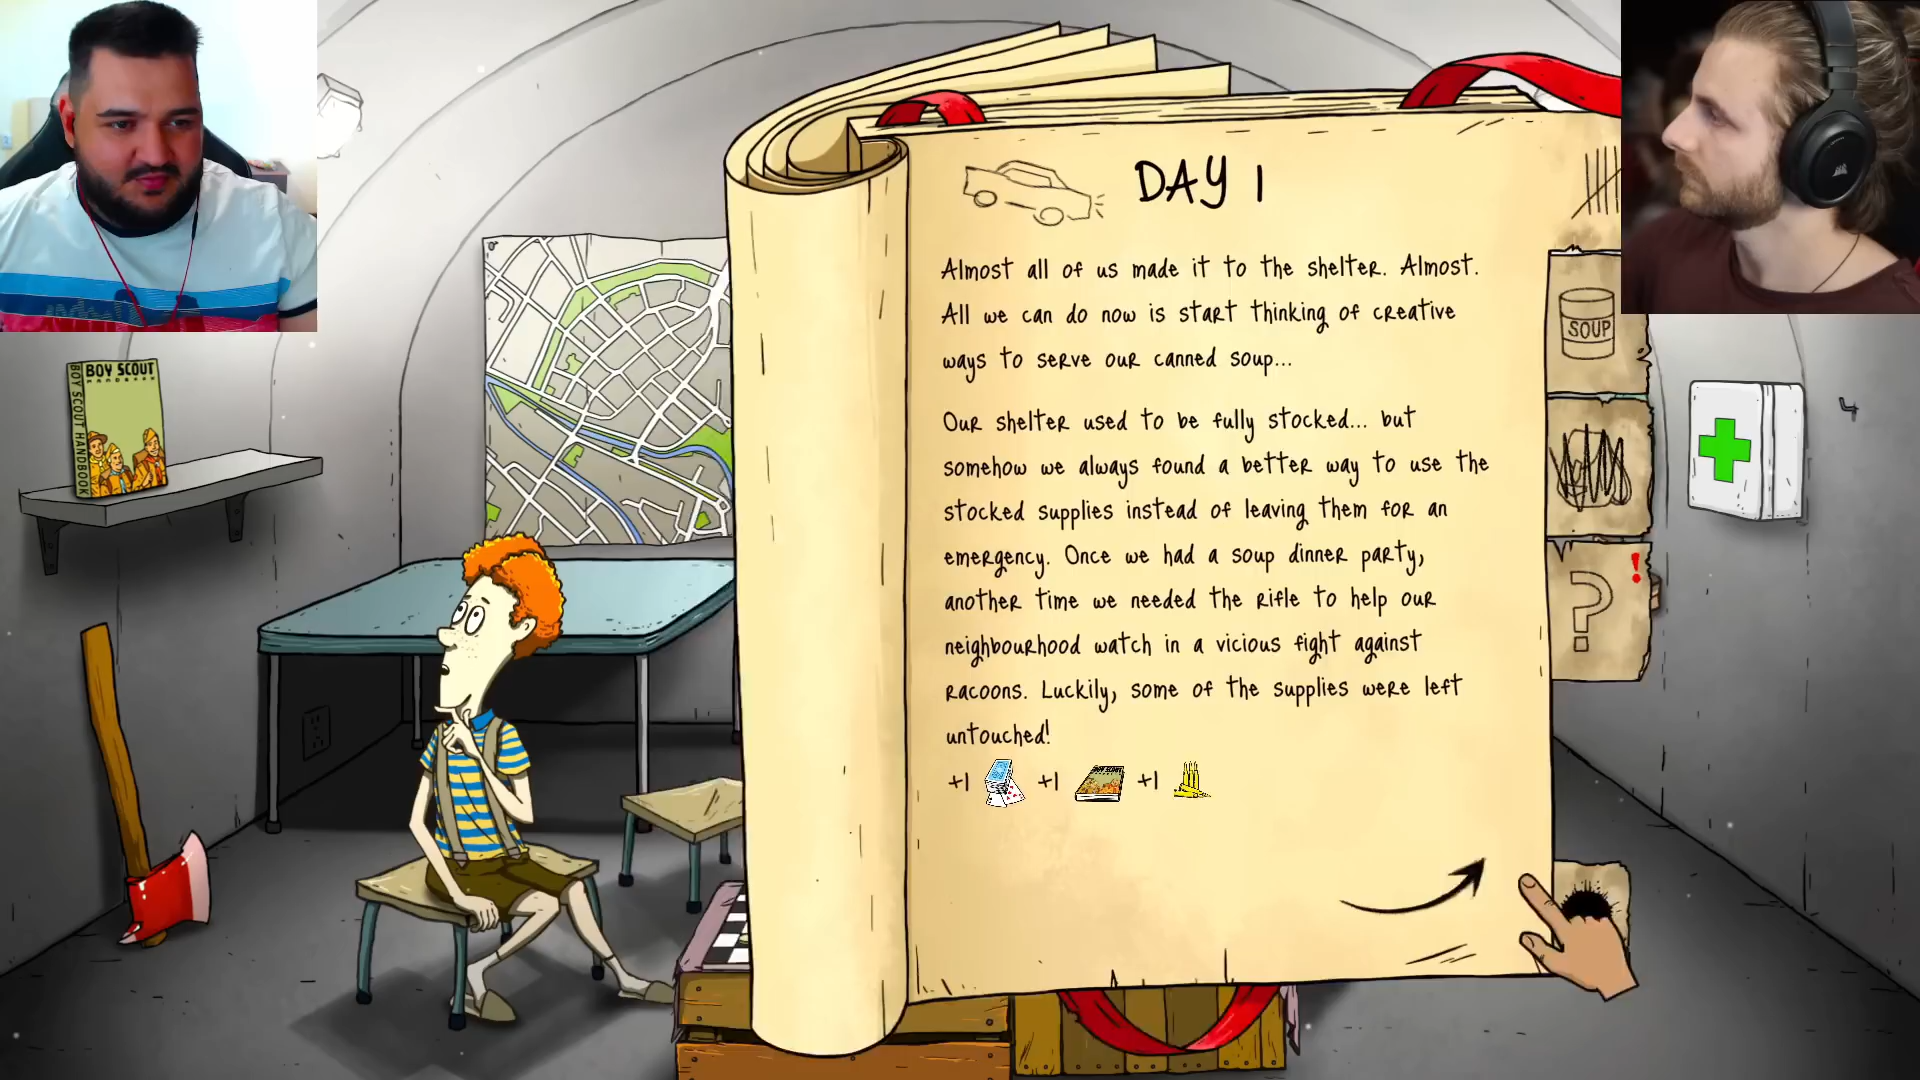 DAY 1
Almost all of us made it to the shelter. Almost.
All we can do now is start thinking of creative
ways to serve our canned soup...
Our shelter used to be fully stocked... but
somehow we always found a better way to use the
stocked supplies instead of leaving them for an
emergency. Once we had a soup dinner party,
another time we needed the rifle to help our
neighbourhood watch in a vicious fight against
racoons. Luckily, some of the supplies were left
untouched!
+1 +1 +1
BOY SCOUT
HANDBOOK
BOY SCOUT HANDBOOK
SOUP
?
!